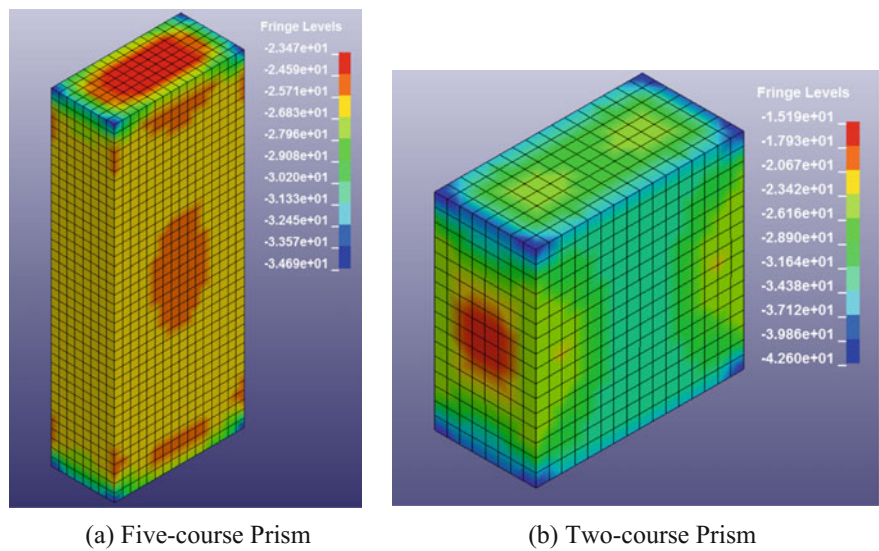 Fringe Levels
-2.347e+01
-2.459e+01
-2.571e+01
-2.683e+01
-2.796e+01
-2.908e+01
-3.020e+01
-3.133e+01
-3.245e+01
-3.357e+01
-3.469e+01
Fringe Levels
-1.519e+01
-1.793e+01
-2.067e+01
-2.342e+01
-2.616e+01
-2.890e+01
-3.164e+01
-3.438e+01
-3.712e+01
-3.986e+01
-4.260e+01
(a) Five-course Prism
(b) Two-course Prism